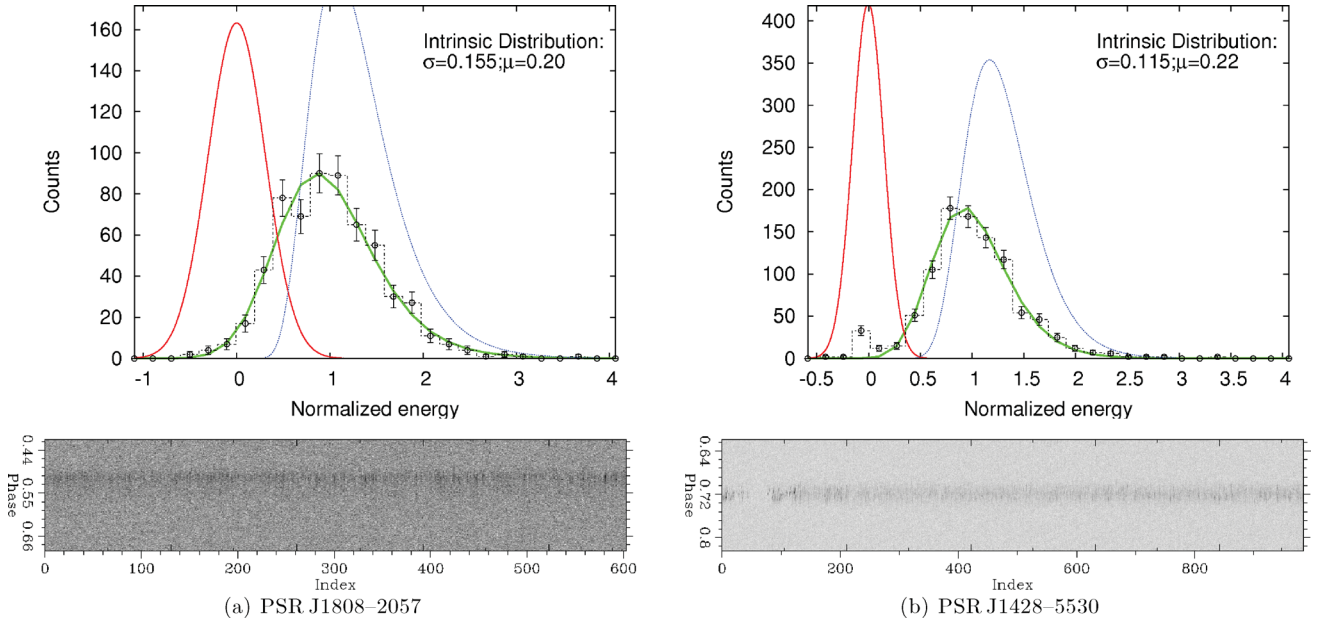 160
140
120
100
80
60
40
20
0
Counts
Intrinsic Distribution:
σ=0.155;μ=0.20
-1 0 1 2 3 4
Normalized energy
0.44 0.55 0.66
Phase
0 100 200 300 400 500 600
Index
(a) PSR J1808–2057
400
350
300
250
200
150
100
50
0
Counts
Intrinsic Distribution:
σ=0.115;μ=0.22
-0.5 0 0.5 1 1.5 2 2.5 3 3.5 4
Normalized energy
0.64 0.72 0.8
Phase
0 200 400 600 800
Index
(b) PSR J1428–5530